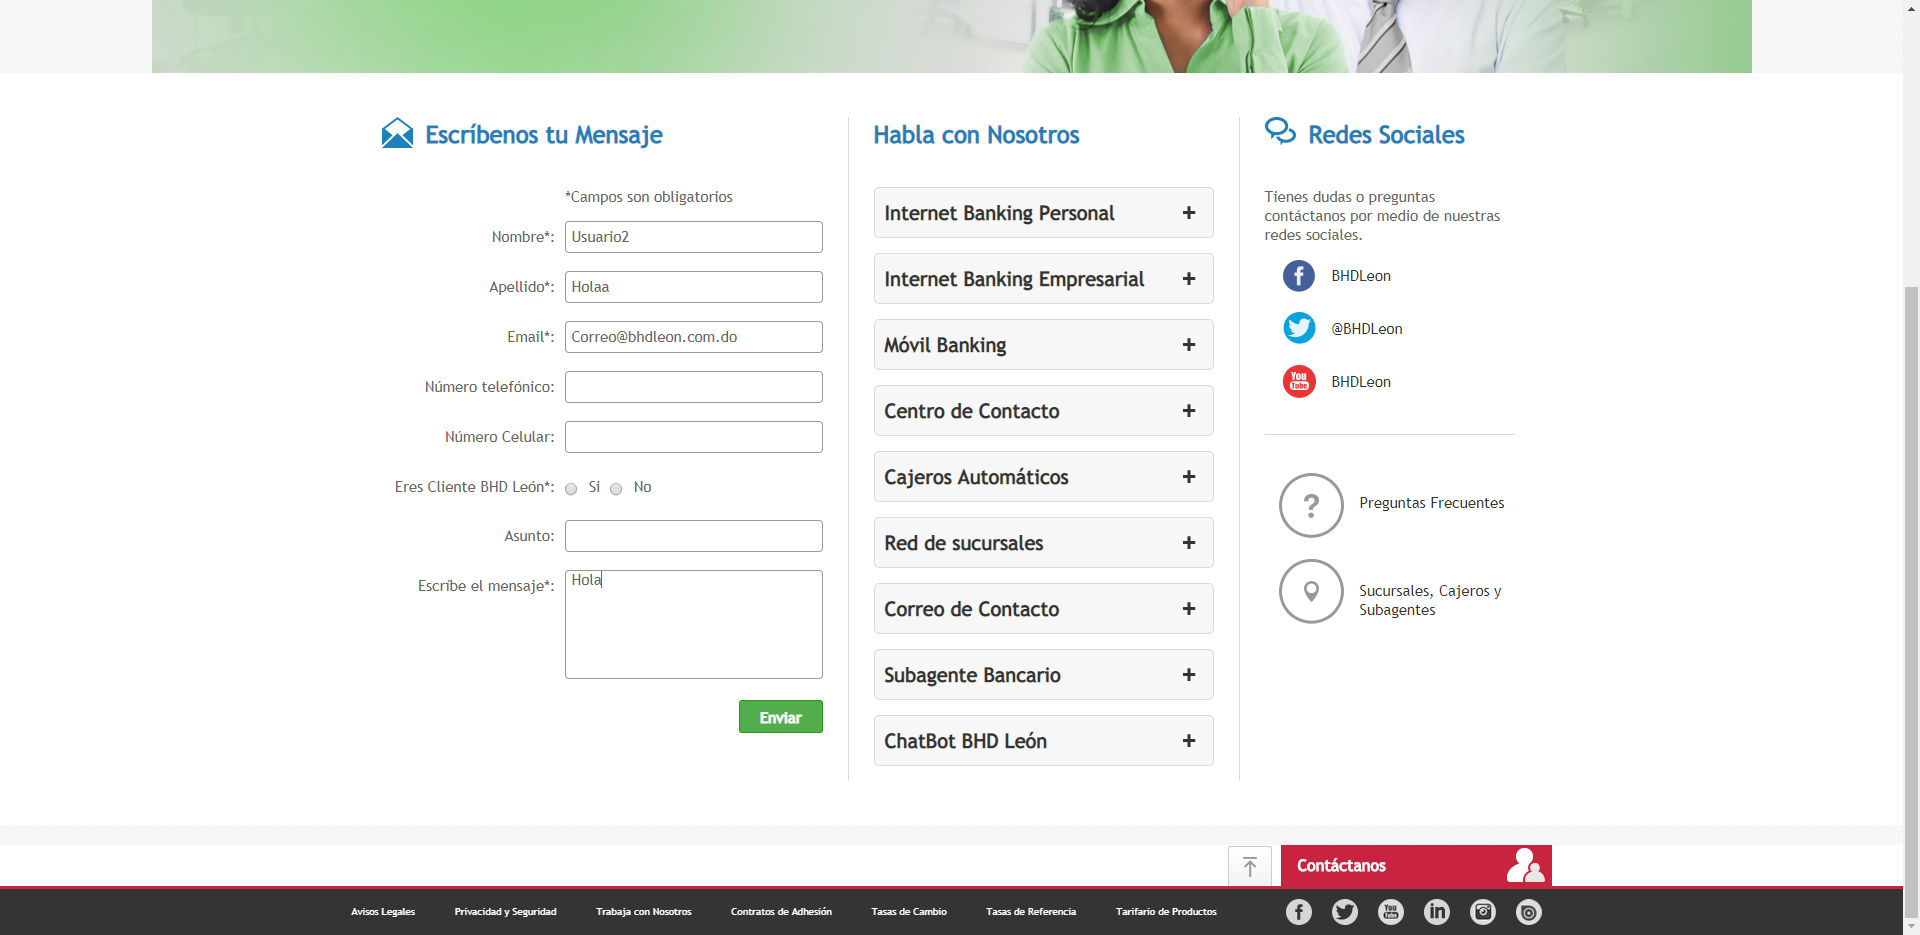 Escríbenos tu Mensaje
*Campos son obligatorios
Nombre*: Usuario2
Apellido*: Holaa
Email*: Correo@bhdleon.com.do
Número telefónico:
Número Celular:
Eres Cliente BHD León*: Si No
Asunto:
Escríbe el mensaje*: Hola
Enviar
Habla con Nosotros
Internet Banking Personal +
Internet Banking Empresarial +
Móvil Banking +
Centro de Contacto +
Cajeros Automáticos +
Red de sucursales +
Correo de Contacto +
Subagente Bancario +
ChatBot BHD León +
Redes Sociales
Tienes dudas o preguntas
contáctanos por medio de nuestras
redes sociales.
f BHDLeon
@BHDLeon
You
Tube
BHDLeon
? Preguntas Frecuentes
Sucursales, Cajeros y
Subagentes
Contáctanos
Avisos Legales Privacidad y Seguridad Trabaja con Nosotros Contratos de Adhesión Tasas de Cambio Tasas de Referencia Tarifario de Productos
f You
Tube
in